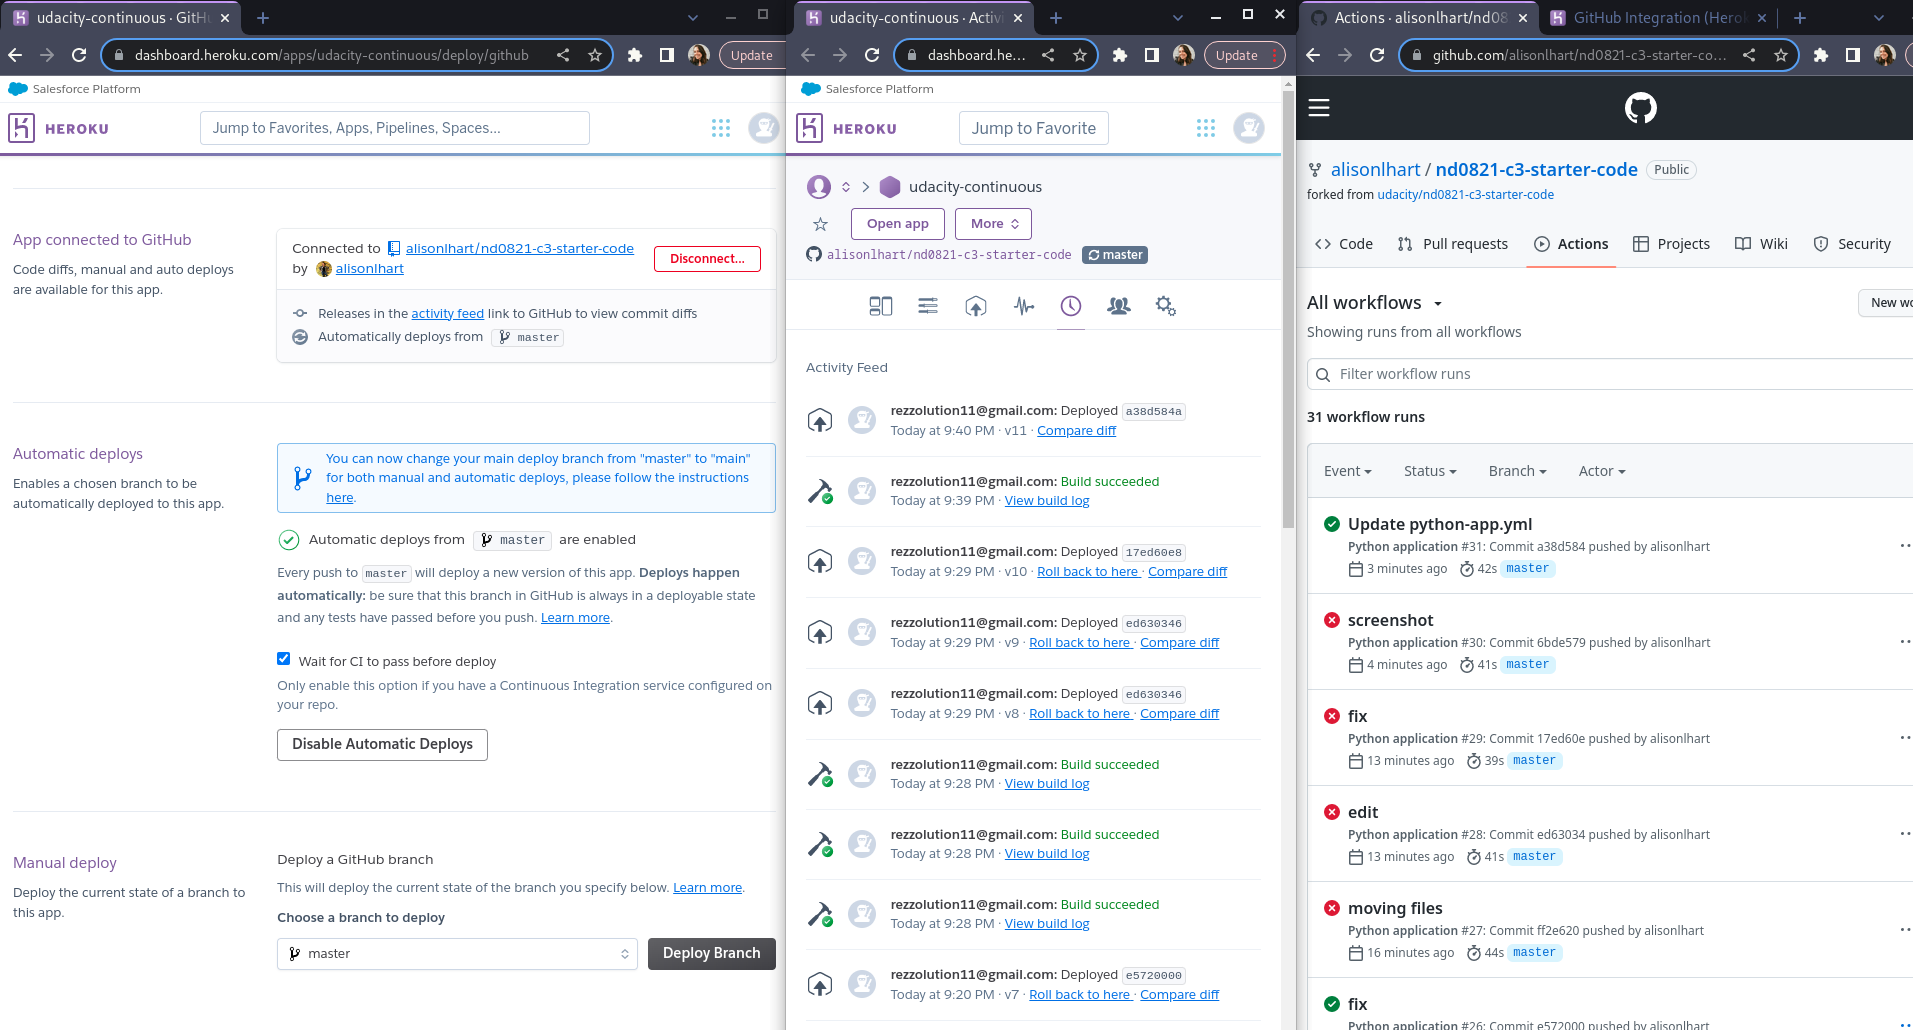 udacity-continuous · GitHu
Update
dashboard.heroku.com/apps/udacity-continuous/deploy/github
Salesforce Platform
HEROKU
Jump to Favorites, Apps, Pipelines, Spaces...
App connected to GitHub
Code diffs, manual and auto deploys
are available for this app.
Connected to alisonlhart/nd0821-c3-starter-code
by alisonlhart
Disconnect...
Releases in the activity feed link to GitHub to view commit diffs
Automatically deploys from master
Automatic deploys
Enables a chosen branch to be
automatically deployed to this app.
You can now change your main deploy branch from "master" to "main"
for both manual and automatic deploys, please follow the instructions
here.
Automatic deploys from master are enabled
Every push to master will deploy a new version of this app. Deploys happen
automatically: be sure that this branch in GitHub is always in a deployable state
and any tests have passed before you push. Learn more.
Wait for CI to pass before deploy
Only enable this option if you have a Continuous Integration service configured on
your repo.
Disable Automatic Deploys
Manual deploy
Deploy the current state of a branch to
this app.
Deploy a GitHub branch
This will deploy the current state of the branch you specify below. Learn more.
Choose a branch to deploy
master
Deploy Branch
udacity-continuous · Activi
dashboard.he...
Update
Salesforce Platform
HEROKU
Jump to Favorite
udacity-continuous
Open app
More
alisonlhart/nd0821-c3-starter-code master
Activity Feed
rezzolution11@gmail.com: Deployed a38d584a
Today at 9:40 PM · v11 · Compare diff
rezzolution11@gmail.com: Build succeeded
Today at 9:39 PM · View build log
rezzolution11@gmail.com: Deployed 17ed60e8
Today at 9:29 PM · v10 · Roll back to here · Compare diff
rezzolution11@gmail.com: Deployed ed630346
Today at 9:29 PM · v9 · Roll back to here · Compare diff
rezzolution11@gmail.com: Deployed ed630346
Today at 9:29 PM · v8 · Roll back to here · Compare diff
rezzolution11@gmail.com: Build succeeded
Today at 9:28 PM · View build log
rezzolution11@gmail.com: Build succeeded
Today at 9:28 PM · View build log
rezzolution11@gmail.com: Build succeeded
Today at 9:28 PM · View build log
rezzolution11@gmail.com: Deployed e5720000
Today at 9:20 PM · v7 · Roll back to here · Compare diff
Actions · alisonlhart/nd08
GitHub Integration (Herok
github.com/alisonlhart/nd0821-c3-starter-co...
alisonlhart / nd0821-c3-starter-code Public
forked from udacity/nd0821-c3-starter-code
Code
Pull requests
Actions
Projects
Wiki
Security
All workflows
New wo
Showing runs from all workflows
Filter workflow runs
31 workflow runs
Event
Status
Branch
Actor
Update python-app.yml
Python application #31: Commit a38d584 pushed by alisonlhart
3 minutes ago 42s master
screenshot
Python application #30: Commit 6bde579 pushed by alisonlhart
4 minutes ago 41s master
fix
Python application #29: Commit 17ed60e pushed by alisonlhart
13 minutes ago 39s master
edit
Python application #28: Commit ed63034 pushed by alisonlhart
13 minutes ago 41s master
moving files
Python application #27: Commit ff2e620 pushed by alisonlhart
16 minutes ago 44s master
fix
Python application #26: Commit e572000 pushed by alisonlhart